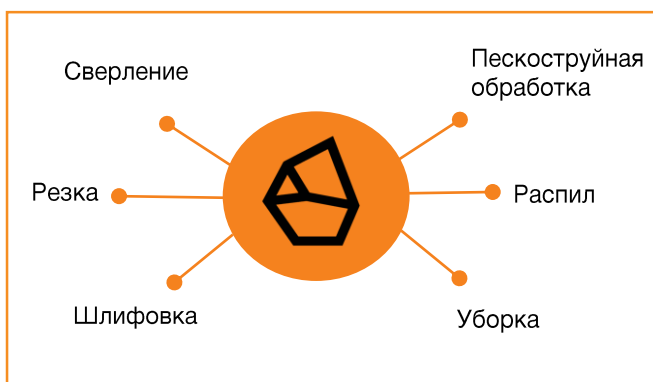 Сверление
Пескоструйная
обработка
Резка
Распил
Шлифовка
Уборка